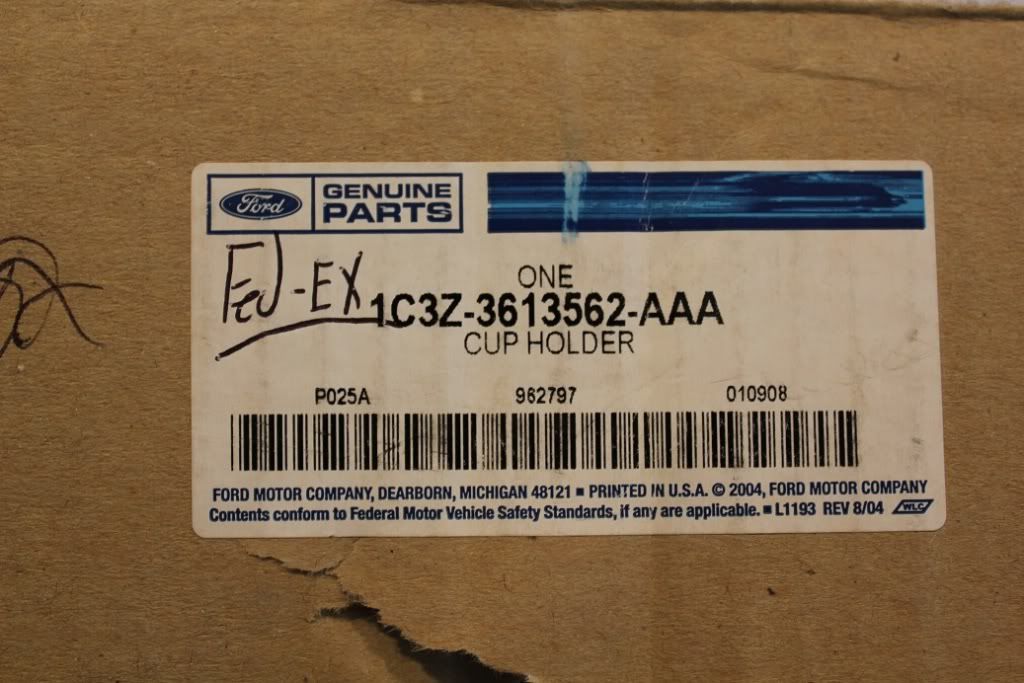 Ford GENUINE
PARTS
Fed-EX
ONE
1C3Z-3613562-AAA
CUP HOLDER
P025A 962797 010908
FORD MOTOR COMPANY, DEARBORN, MICHIGAN 48121 ■ PRINTED IN U.S.A. © 2004, FORD MOTOR COMPANY
Contents conform to Federal Motor Vehicle Safety Standards, if any are applicable. ■ L1193 REV 8/04 WLC